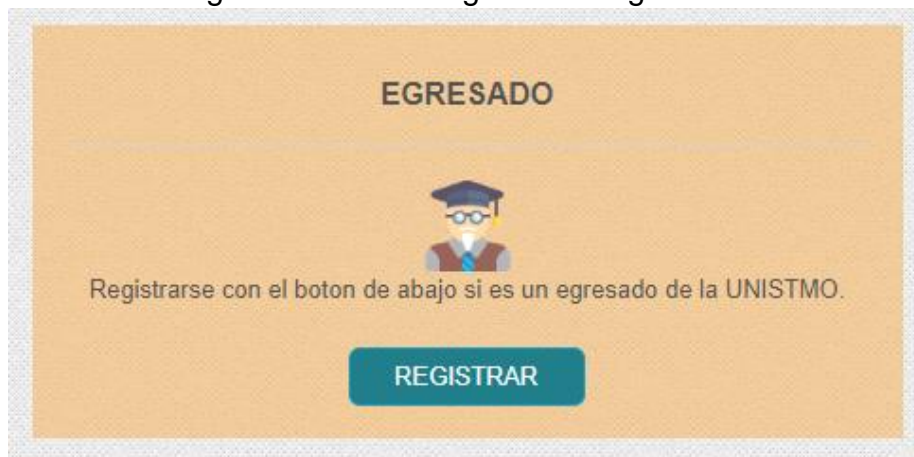 EGRESADO
Registrarse con el boton de abajo si es un egresado de la UNISTMO.
REGISTRAR